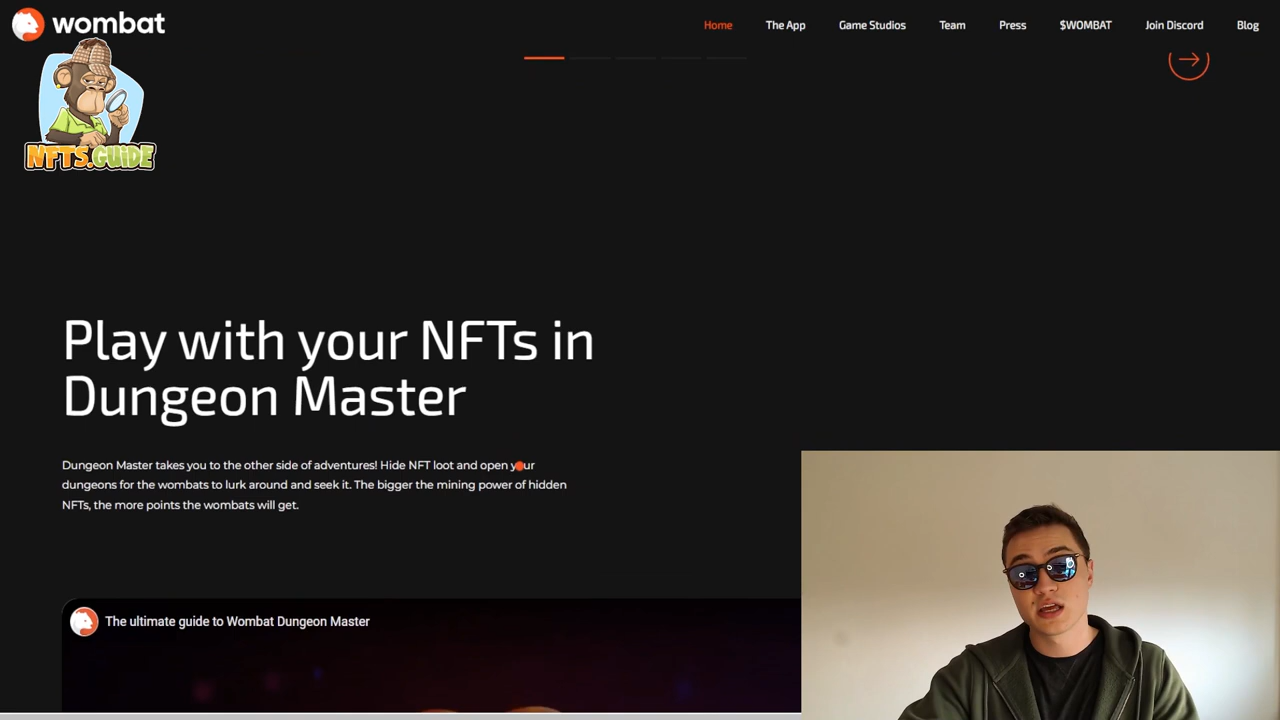 wombat
Home
The App
Game Studios
Team
Press
$WOMBAT
Join Discord
Blog
NFTS.GUIDE
Play with your NFTs in
Dungeon Master
Dungeon Master takes you to the other side of adventures! Hide NFT loot and open your
dungeons for the wombats to lurk around and seek it. The bigger the mining power of hidden
NFTs, the more points the wombats will get.
The ultimate guide to Wombat Dungeon Master